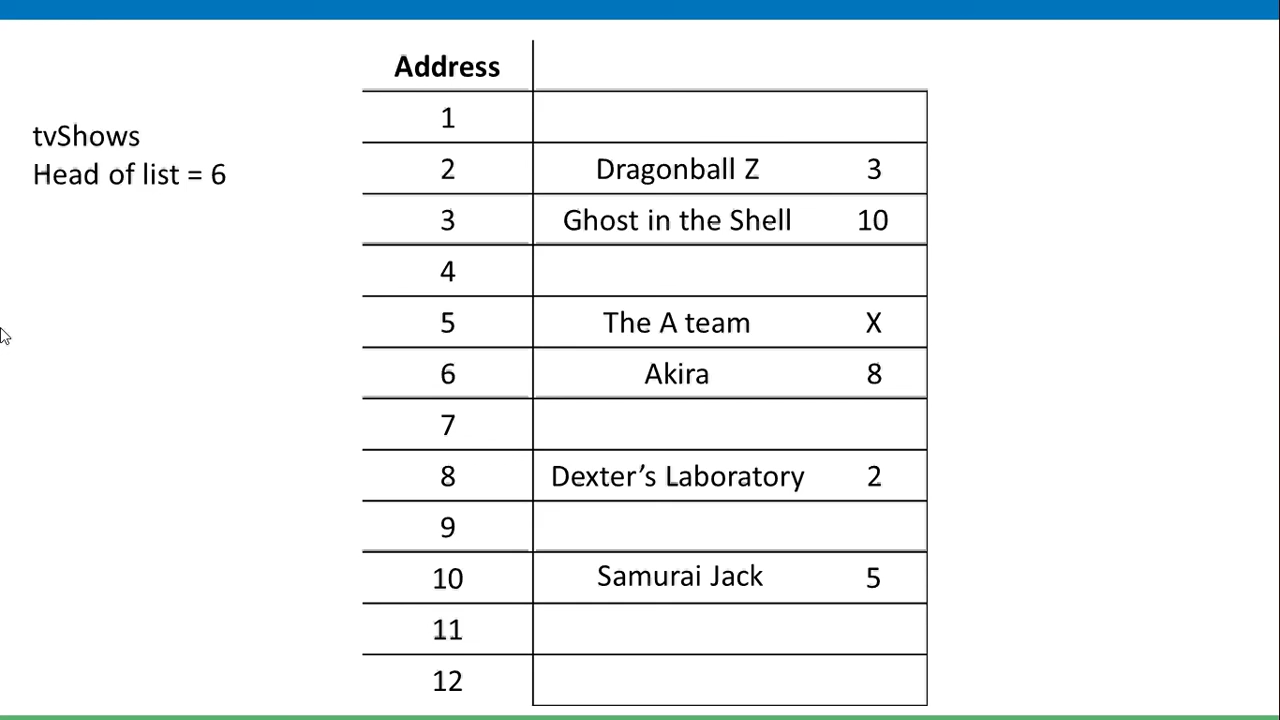 Address
tvShows
Head of list = 6
1
2 Dragonball Z 3
3 Ghost in the Shell 10
4
5 The A team X
6 Akira 8
7
8 Dexter’s Laboratory 2
9
10 Samurai Jack 5
11
12